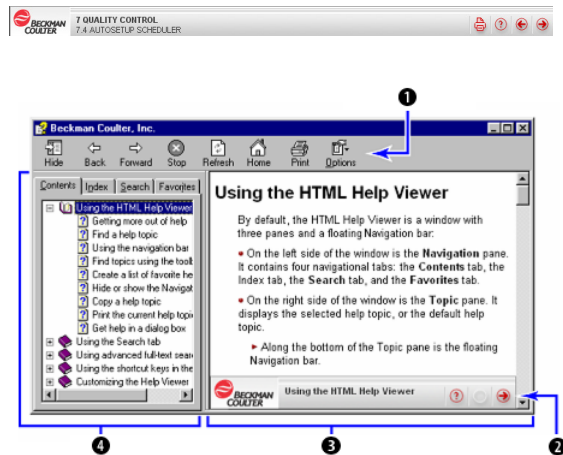 BECKMAN
COULTER
7 QUALITY CONTROL
7.4 AUTOSETUP SCHEDULER
1
Beckman Coulter, Inc.
Hide Back Forward Stop Refresh Home Print Options
Contents Index Search Favorites
Using the HTML Help Viewer
Getting more out of help
Find a help topic
Using the navigation bar
Find topics using the toolb
Create a list of favorite he
Hide or show the Navigat
Copy a help topic
Print the current help topi
Get help in a dialog box
Using the Search tab
Using advanced full-text sear
Using the shortcut keys in the
Customizing the Help Viewer
Using the HTML Help Viewer
By default, the HTML Help Viewer is a window with
three panes and a floating Navigation bar:
• On the left side of the window is the Navigation pane.
It contains four navigational tabs: the Contents tab, the
Index tab, the Search tab, and the Favorites tab.
• On the right side of the window is the Topic pane. It
displays the selected help topic, or the default help
topic.
▸ Along the bottom of the Topic pane is the floating
Navigation bar.
BECKMAN
COULTER
Using the HTML Help Viewer
4
3
2